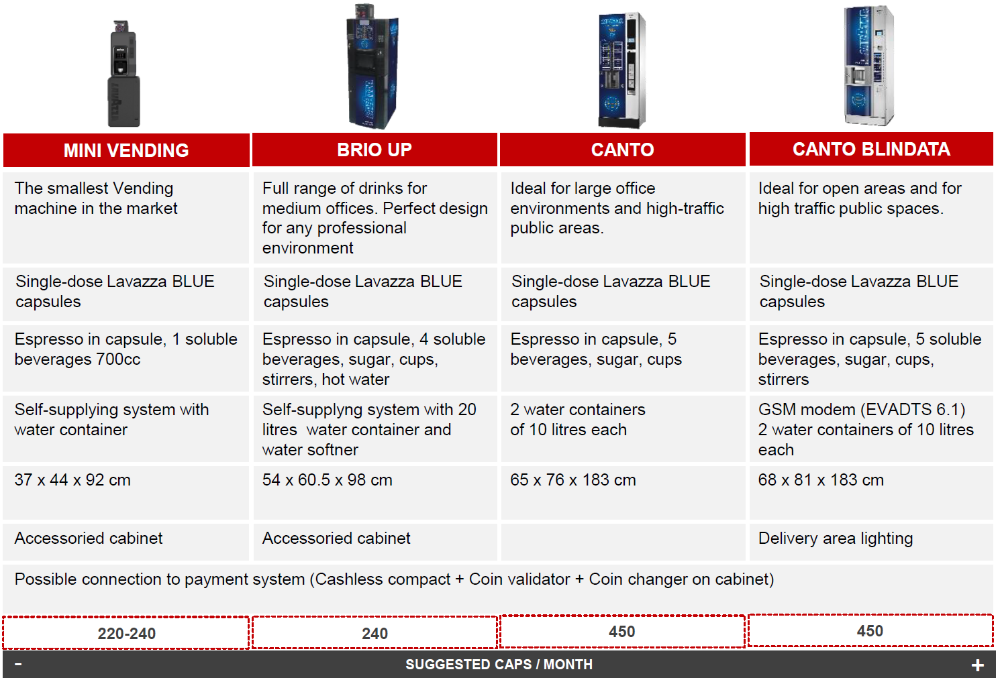 MINI VENDING
BRIO UP
CANTO
CANTO BLINDATA
The smallest Vending
machine in the market
Full range of drinks for
medium offices. Perfect design
for any professional
environment
Ideal for large office
environments and high-traffic
public areas.
Ideal for open areas and for
high traffic public spaces.
Single-dose Lavazza BLUE
capsules
Single-dose Lavazza BLUE
capsules
Single-dose Lavazza BLUE
capsules
Single-dose Lavazza BLUE
capsules
Espresso in capsule, 1 soluble
beverages 700cc
Espresso in capsule, 4 soluble
beverages, sugar, cups,
stirrers, hot water
Espresso in capsule, 5
beverages, sugar, cups
Espresso in capsule, 5 soluble
beverages, sugar, cups,
stirrers
Self-supplying system with
water container
Self-supplyng system with 20
litres water container and
water softner
2 water containers
of 10 litres each
GSM modem (EVADTS 6.1)
2 water containers of 10 litres
each
37 x 44 x 92 cm
54 x 60.5 x 98 cm
65 x 76 x 183 cm
68 x 81 x 183 cm
Accessoried cabinet
Accessoried cabinet
Delivery area lighting
Possible connection to payment system (Cashless compact + Coin validator + Coin changer on cabinet)
220-240
240
450
450
- SUGGESTED CAPS / MONTH +